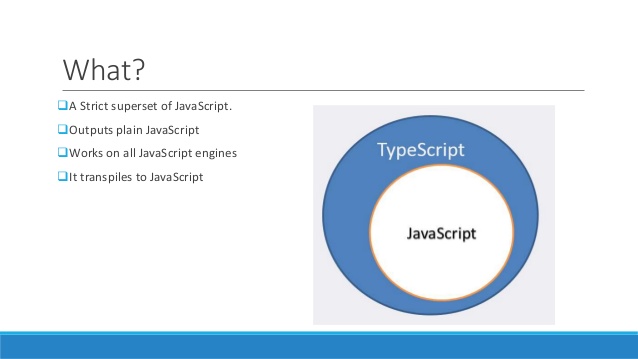 What?
A Strict superset of JavaScript.
Outputs plain JavaScript
Works on all JavaScript engines
It transpiles to JavaScript
TypeScript
JavaScript